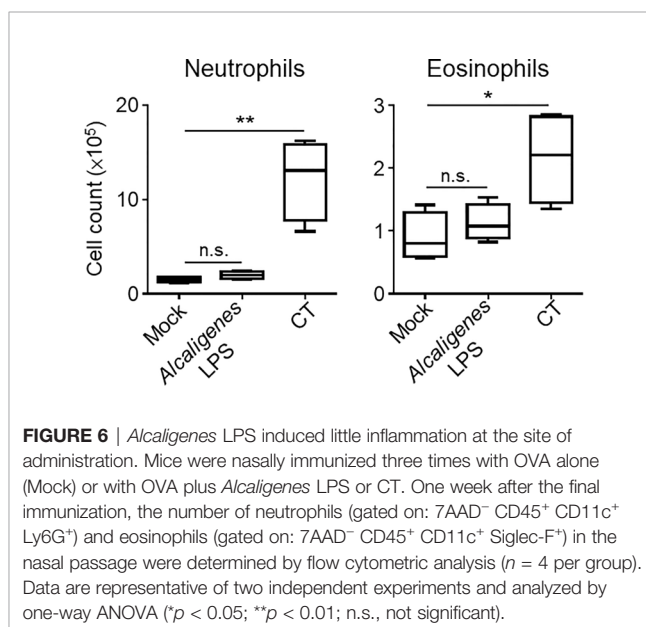 Neutrophils
Eosinophils
Cell count (×10⁵)
20
10
0
**
n.s.
Mock
Alcaligenes
LPS
CT
3
2
1
0
*
n.s.
Mock
Alcaligenes
LPS
CT
FIGURE 6 | Alcaligenes LPS induced little inflammation at the site of
administration. Mice were nasally immunized three times with OVA alone
(Mock) or with OVA plus Alcaligenes LPS or CT. One week after the final
immunization, the number of neutrophils (gated on: 7AAD⁻ CD45⁺ CD11c⁺
Ly6G⁺) and eosinophils (gated on: 7AAD⁻ CD45⁺ CD11c⁺ Siglec-F⁺) in the
nasal passage were determined by flow cytometric analysis (n = 4 per group).
Data are representative of two independent experiments and analyzed by
one-way ANOVA (*p < 0.05; **p < 0.01; n.s., not significant).